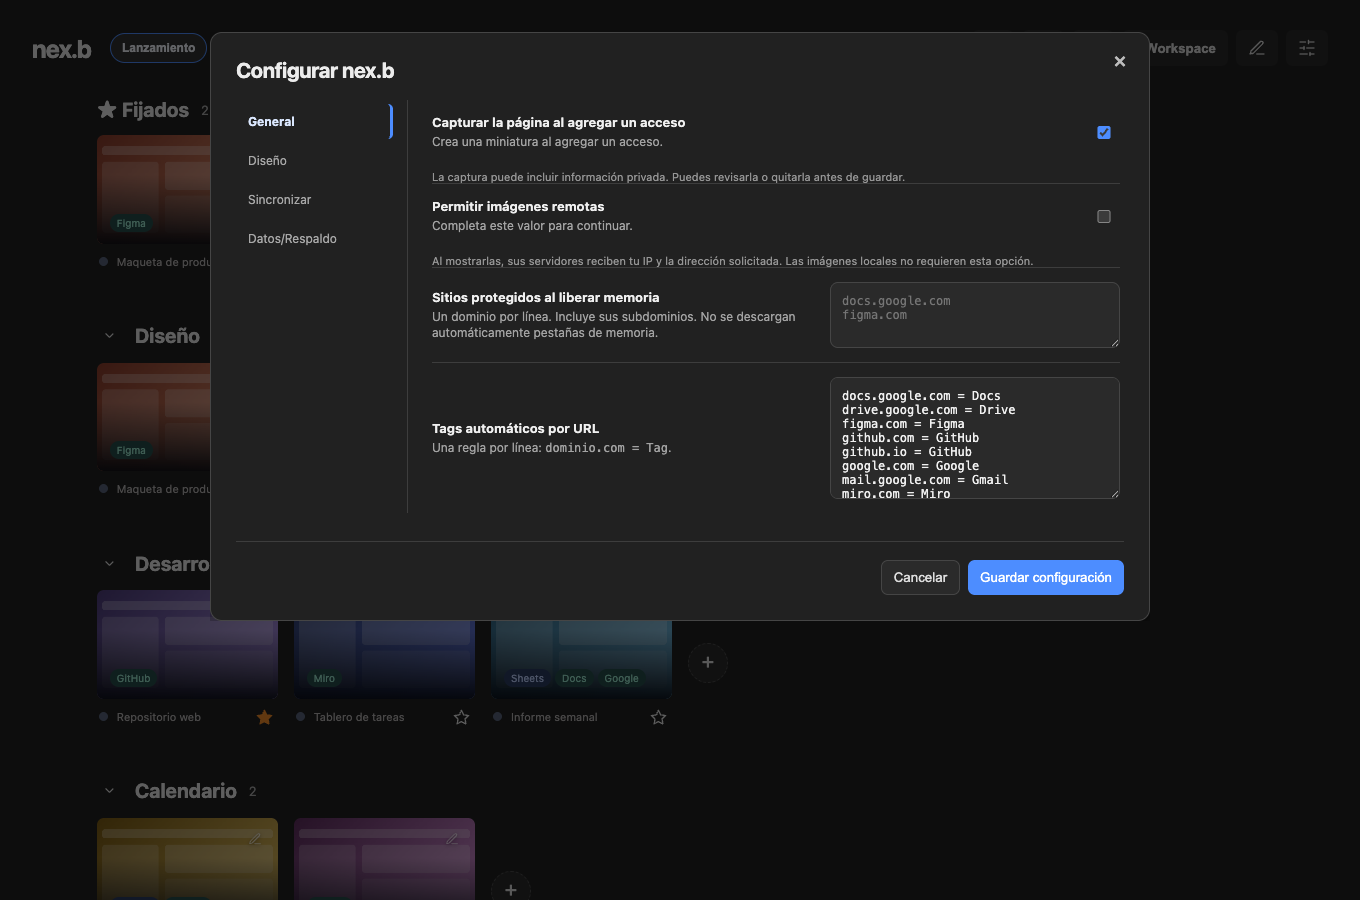 nex.b
Lanzamiento
Workspace
Configurar nex.b
General
Diseño
Sincronizar
Datos/Respaldo
Capturar la página al agregar un acceso
Crea una miniatura al agregar un acceso.
La captura puede incluir información privada. Puedes revisarla o quitarla antes de guardar.
Permitir imágenes remotas
Completa este valor para continuar.
Al mostrarlas, sus servidores reciben tu IP y la dirección solicitada. Las imágenes locales no requieren esta opción.
Sitios protegidos al liberar memoria
Un dominio por línea. Incluye sus subdominios. No se descargan
automáticamente pestañas de memoria.
docs.google.com
figma.com
Tags automáticos por URL
Una regla por línea: dominio.com = Tag.
docs.google.com = Docs
drive.google.com = Drive
figma.com = Figma
github.com = GitHub
github.io = GitHub
google.com = Google
mail.google.com = Gmail
miro.com = Miro
Cancelar
Guardar configuración
Fijados 2
Figma
Maqueta de produ
Diseño
Figma
Maqueta de produ
Desarro
GitHub
Miro
Sheets Docs Google
Repositorio web
Tablero de tareas
Informe semanal
Calendario 2